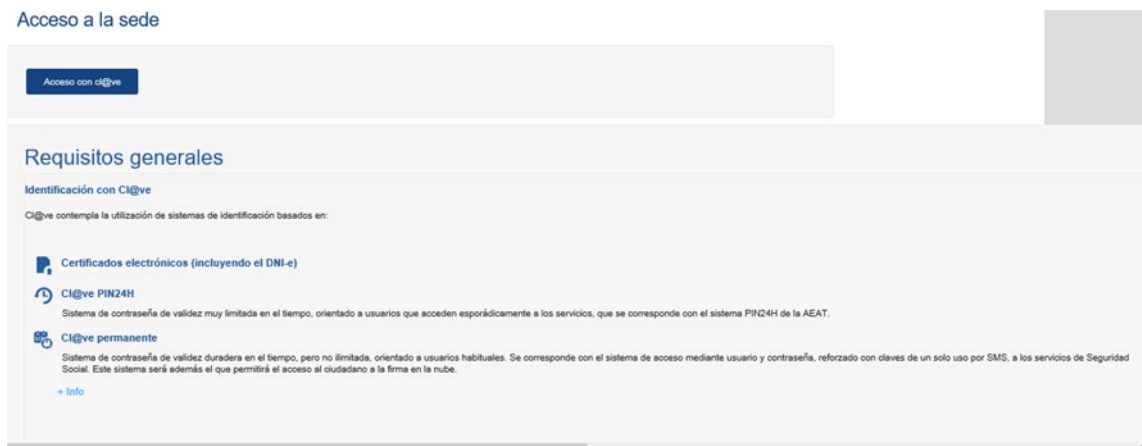 Acceso a la sede
Acceso con cl@ve
Requisitos generales
Identificación con Cl@ve
Cl@ve contempla la utilización de sistemas de identificación basados en:
Certificados electrónicos (incluyendo el DNI-e)
Cl@ve PIN24H
Sistema de contraseña de validez muy limitada en el tiempo, orientado a usuarios que acceden esporádicamente a los servicios, que se corresponde con el sistema PIN24H de la AEAT.
Cl@ve permanente
Sistema de contraseña de validez duradera en el tiempo, pero no ilimitada, orientado a usuarios habituales. Se corresponde con el sistema de acceso mediante usuario y contraseña, reforzado con claves de un solo uso por SMS, a los servicios de Seguridad
Social. Este sistema será además el que permitirá el acceso al ciudadano a la firma en la nube.
+ Info